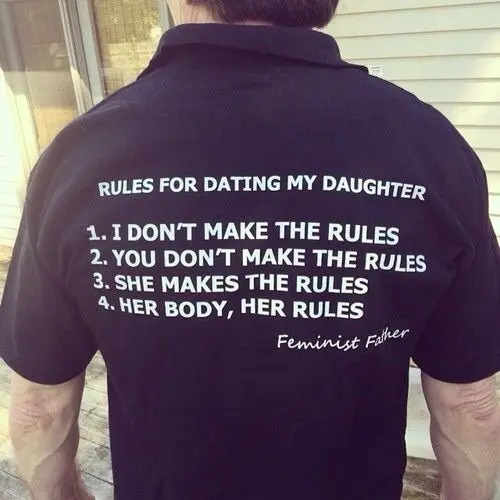 RULES FOR DATING MY DAUGHTER
1. I DON'T MAKE THE RULES
2. YOU DON'T MAKE THE RULES
3. SHE MAKES THE RULES
4. HER BODY, HER RULES
Feminist Father